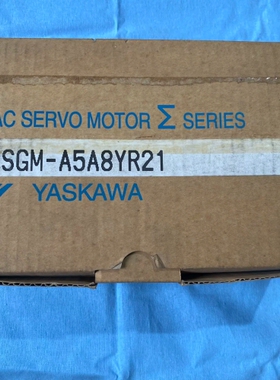 AC SERVO MOTOR Σ SERIES
SGM-A5A8YR21
YASKAWA